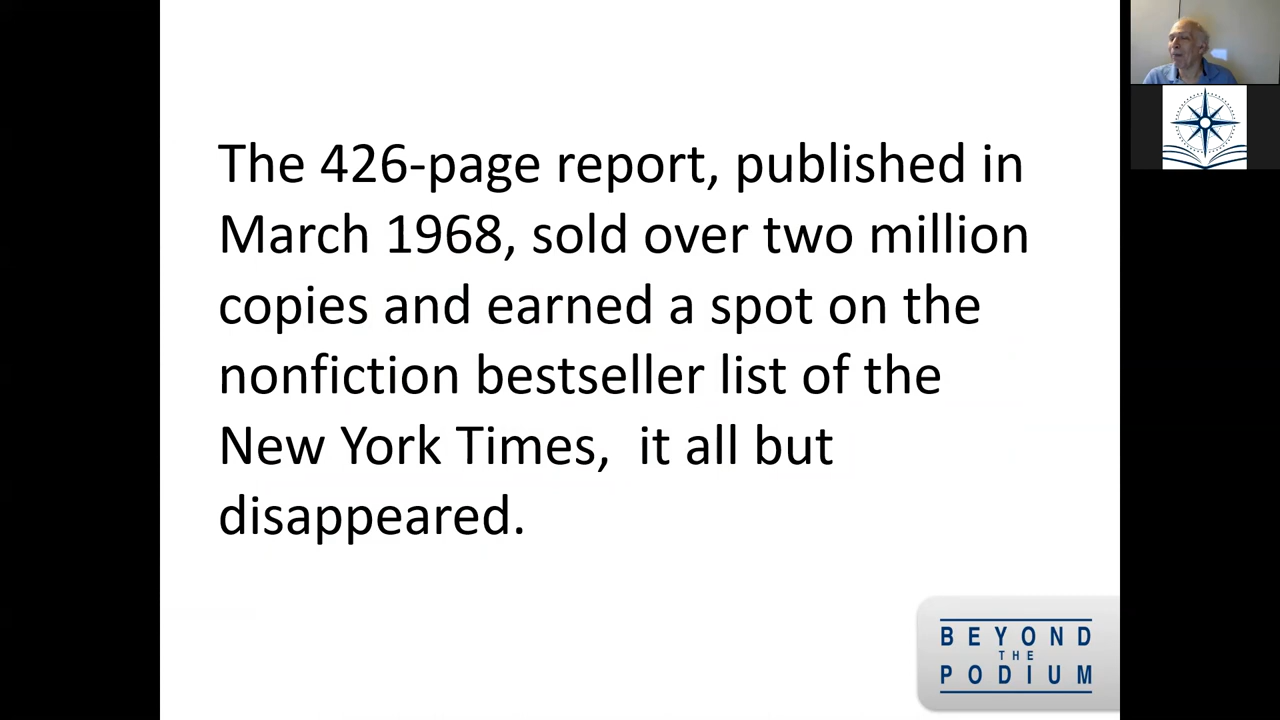 The 426-page report, published in
March 1968, sold over two million
copies and earned a spot on the
nonfiction bestseller list of the
New York Times,  it all but
disappeared.
BEYOND
THE
PODIUM